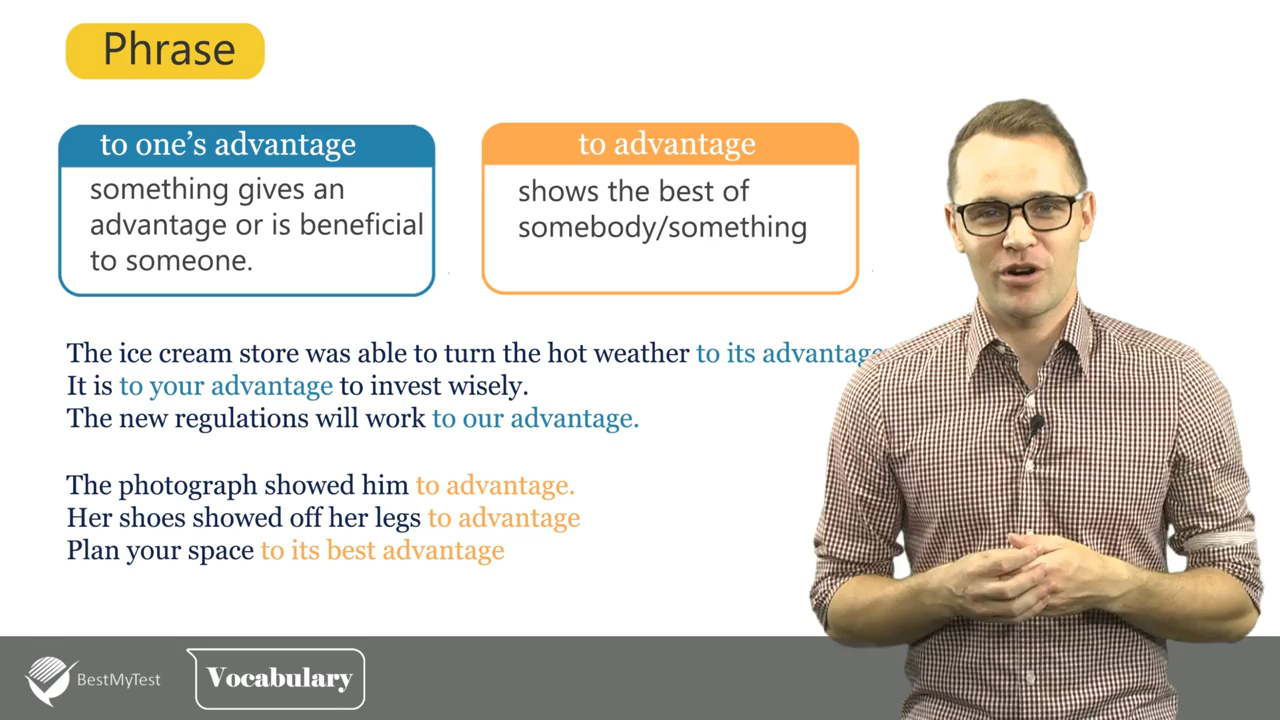 Phrase
to one's advantage
something gives an
advantage or is beneficial
to someone.
to advantage
shows the best of
somebody/something
The ice cream store was able to turn the hot weather to its advantage
It is to your advantage to invest wisely.
The new regulations will work to our advantage.
The photograph showed him to advantage.
Her shoes showed off her legs to advantage
Plan your space to its best advantage
BestMyTest
Vocabulary